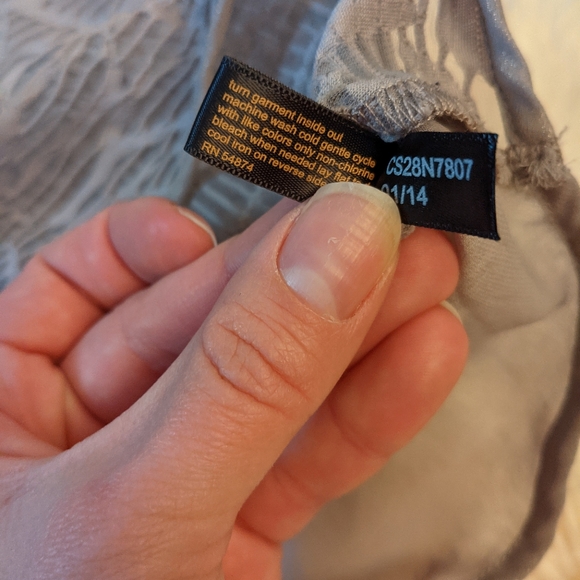 turn garment inside out
machine wash cold gentle cycle
with like colors only non-chlorine
bleach when needed lay flat
cool iron on reverse side
RN 54874
CS28N7807
01/14